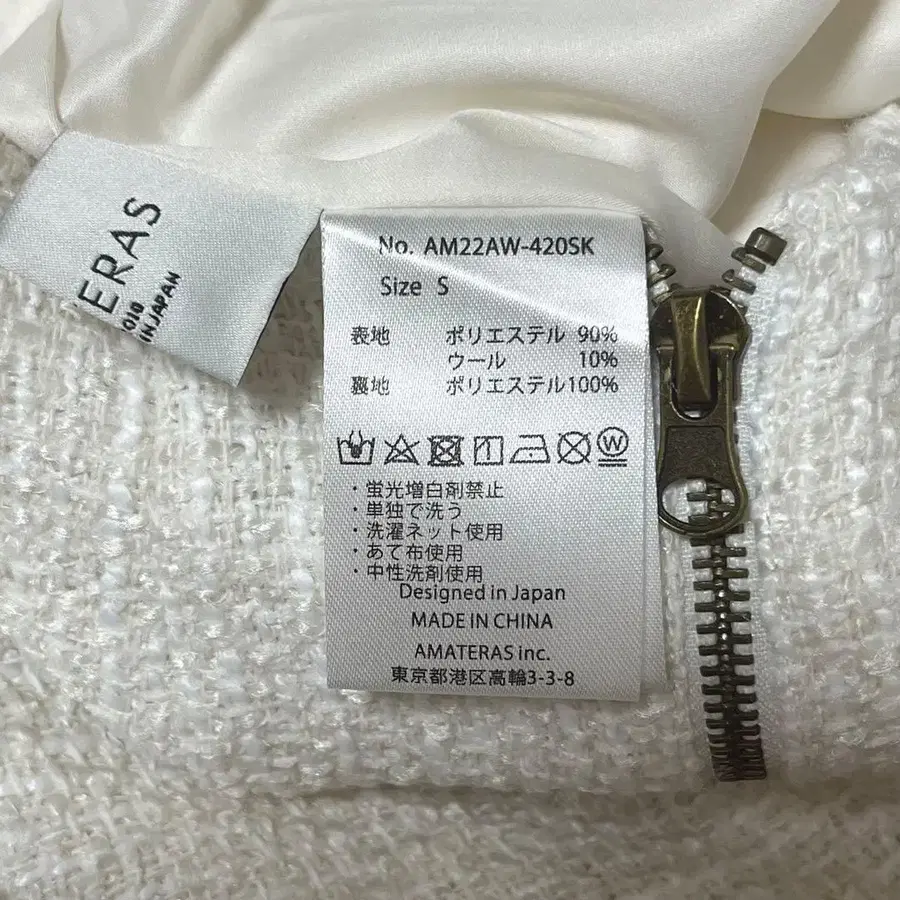 ERAS
2018
IN JAPAN
No. AM22AW-420SK
Size S
表地 ポリエステル 90%
ウール 10%
裏地 ポリエステル100%
W
・蛍光増白剤禁止
・単独で洗う
・洗濯ネット使用
・あて布使用
・中性洗剤使用
Designed in Japan
MADE IN CHINA
AMATERAS inc.
東京都港区高輪3-3-8